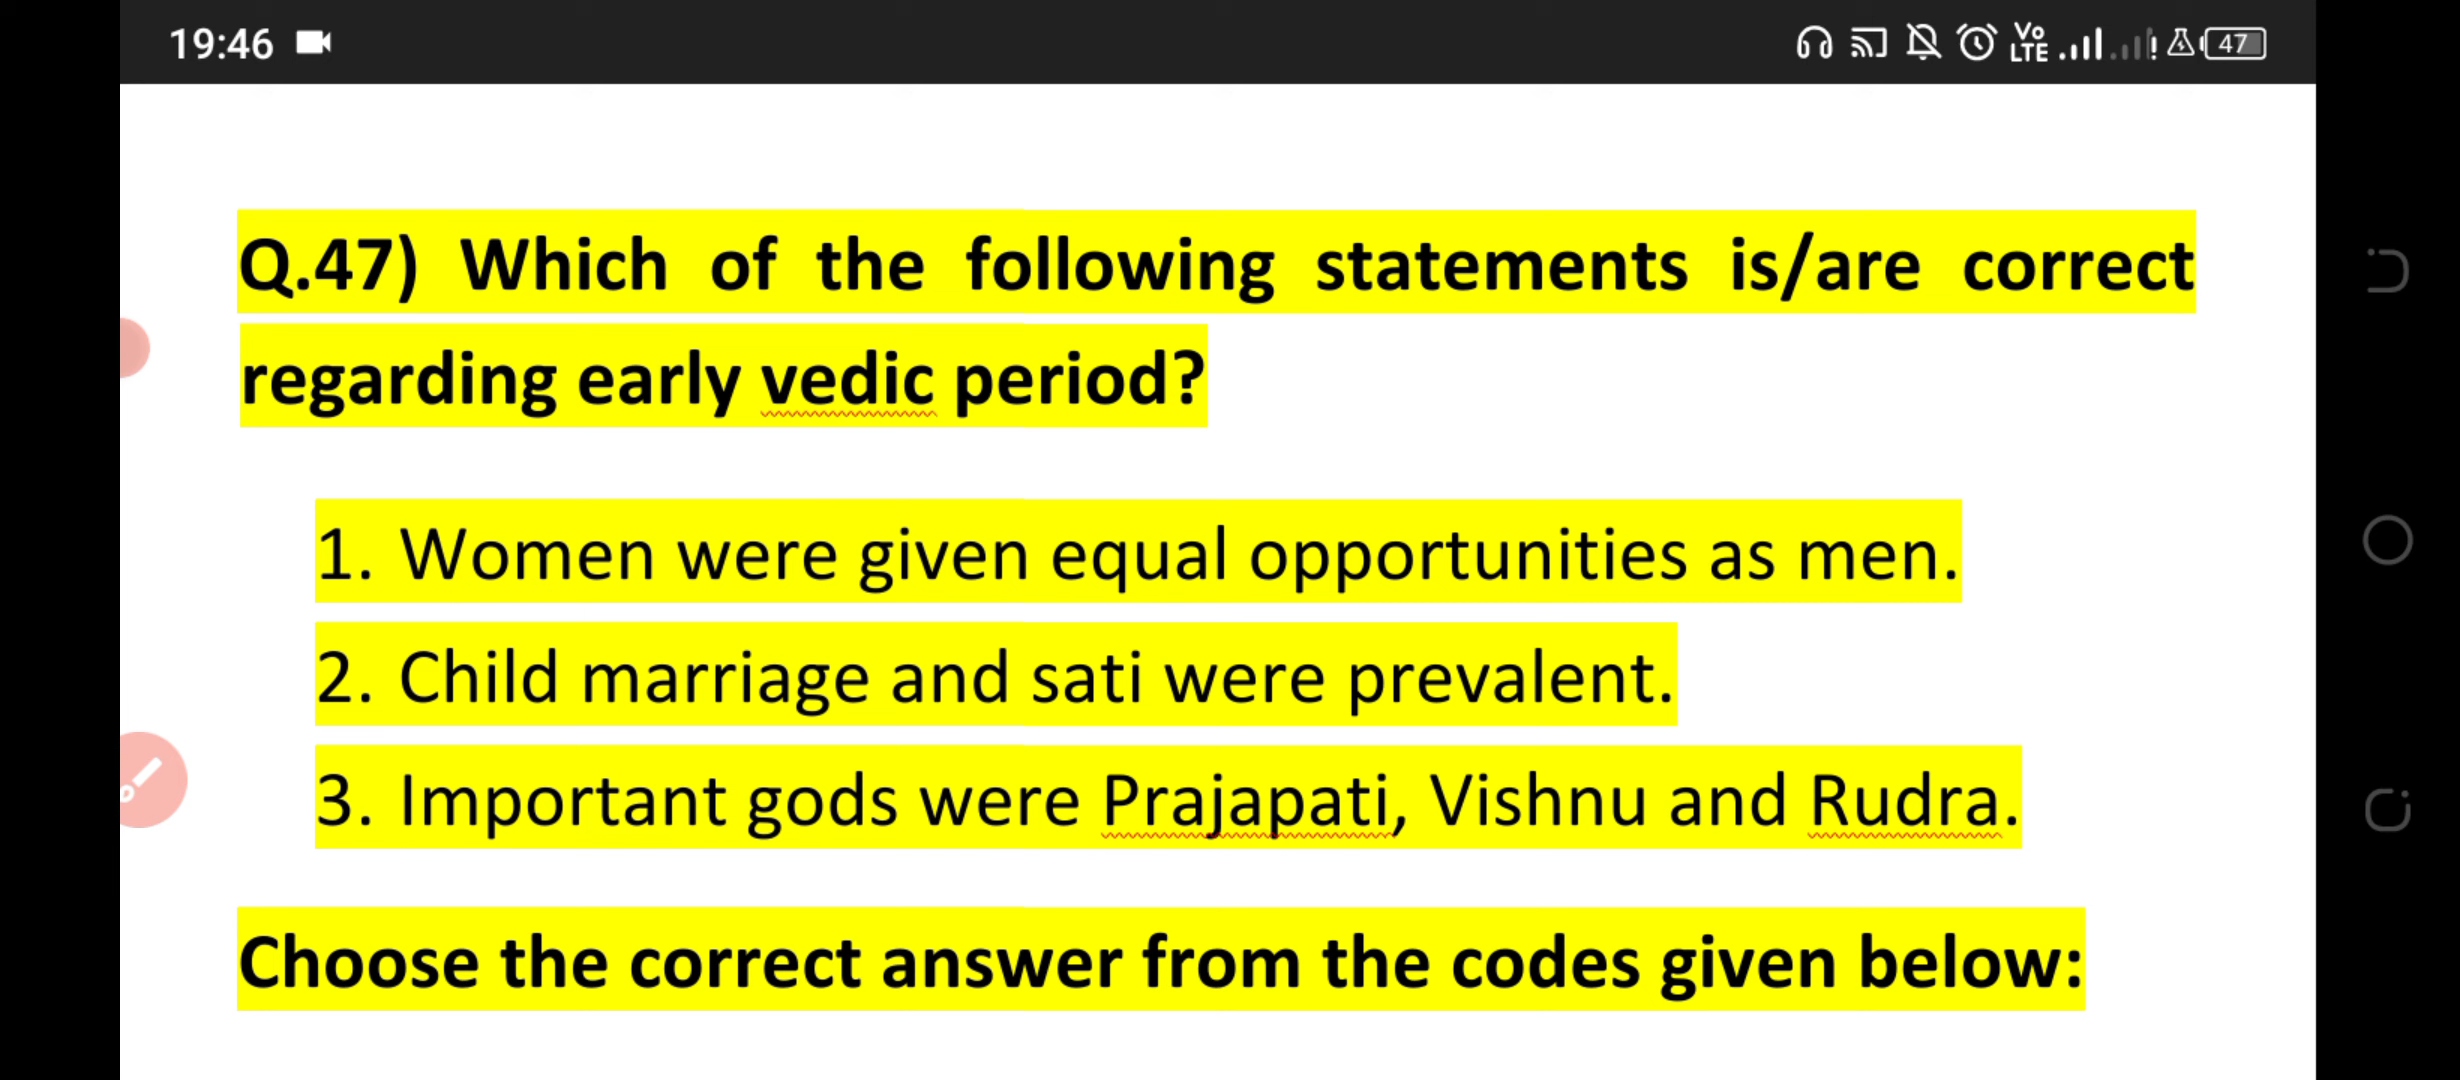 19:46 Vo LTE 47
Q.47) Which of the following statements is/are correct
regarding early vedic period?
1. Women were given equal opportunities as men.
2. Child marriage and sati were prevalent.
3. Important gods were Prajapati, Vishnu and Rudra.
Choose the correct answer from the codes given below: